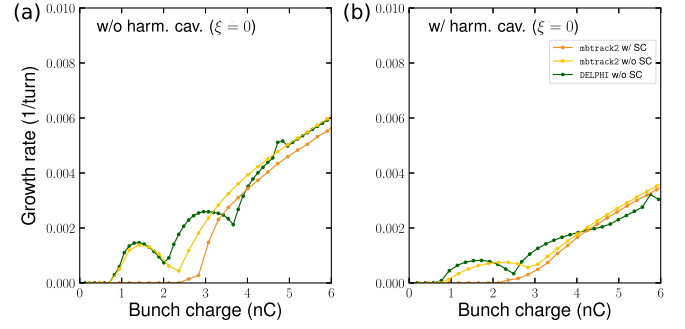 (a)
w/o harm. cav. (ξ = 0)
0.010
0.008
0.006
0.004
0.002
0.000
Growth rate (1/turn)
0 1 2 3 4 5 6
Bunch charge (nC)
(b)
w/ harm. cav. (ξ = 0)
mbtrack2 w/ SC
mbtrack2 w/o SC
DELPHI w/o SC
0.010
0.008
0.006
0.004
0.002
0.000
0 1 2 3 4 5 6
Bunch charge (nC)